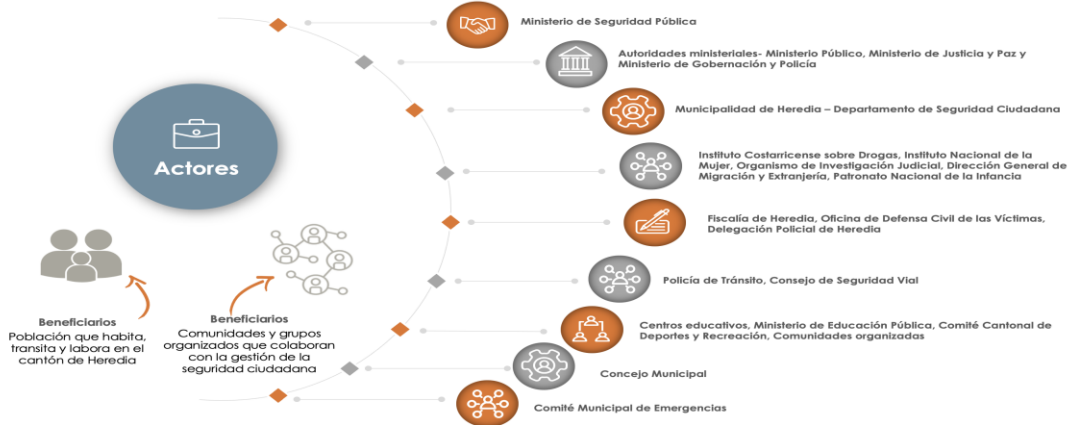 Ministerio de Seguridad Pública
Autoridades ministeriales- Ministerio Público, Ministerio de Justicia y Paz y
Ministerio de Gobernación y Policía
Municipalidad de Heredia – Departamento de Seguridad Ciudadana
Actores
Instituto Costarricense sobre Drogas, Instituto Nacional de la
Mujer, Organismo de Investigación Judicial, Dirección General de
Migración y Extranjería, Patronato Nacional de la Infancia
Fiscalía de Heredia, Oficina de Defensa Civil de las Víctimas,
Delegación Policial de Heredia
Policía de Tránsito, Consejo de Seguridad Vial
Beneficiarios
Población que habita,
transita y labora en el
cantón de Heredia
Beneficiarios
Comunidades y grupos
organizados que colaboran
con la gestión de la
seguridad ciudadana
Centros educativos, Ministerio de Educación Pública, Comité Cantonal de
Deportes y Recreación, Comunidades organizadas
Concejo Municipal
Comité Municipal de Emergencias